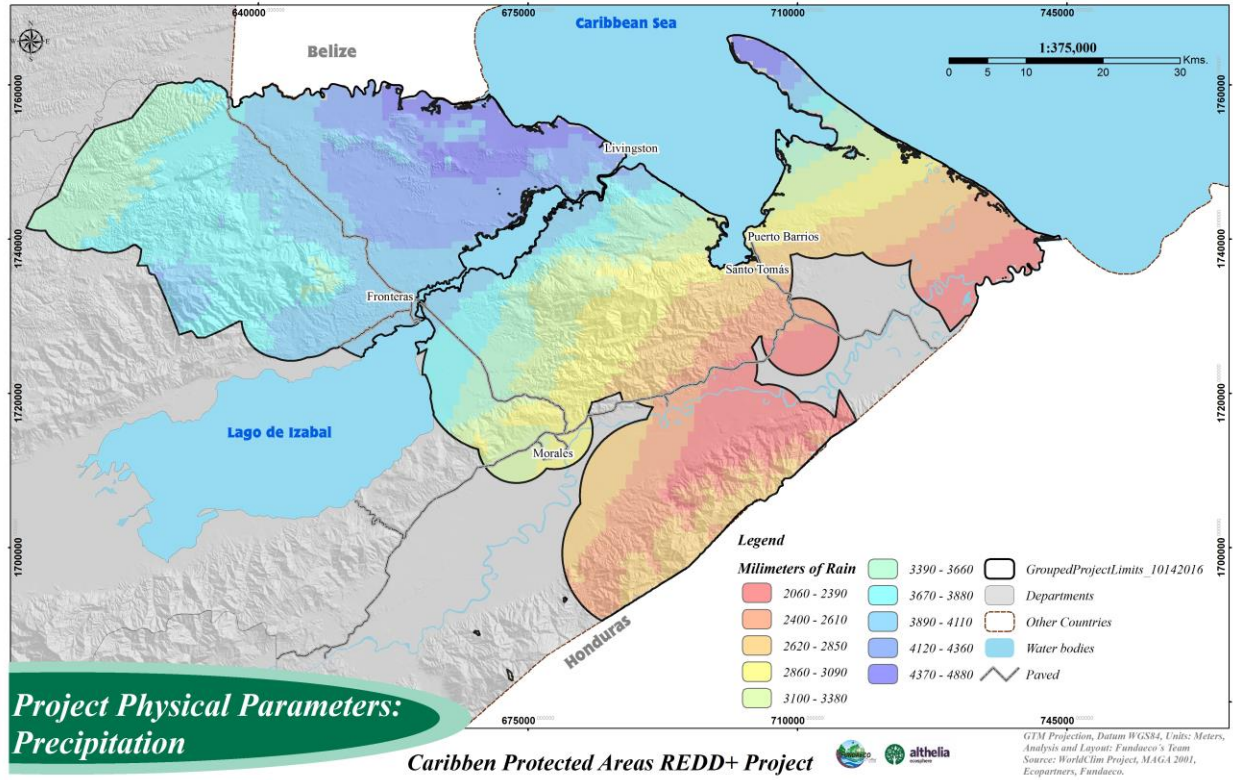 640000
675000
710000
745000
Caribbean Sea
Belize
1:375,000
Kms.
0 5 10 20 30
1760000
1760000
Livingston
1740000
1740000
Puerto Barrios
Santo Tomás
Fronteras
1720000
1720000
Lago de Izabal
Morales
1700000
1700000
Honduras
Legend
Milimeters of Rain
2060 - 2390
2400 - 2610
2620 - 2850
2860 - 3090
3100 - 3380
3390 - 3660
3670 - 3880
3890 - 4110
4120 - 4360
4370 - 4880
GroupedProjectLimits_10142016
Departments
Other Countries
Water bodies
Paved
675000
710000
745000
Project Physical Parameters:
Precipitation
Caribben Protected Areas REDD+ Project
althelia
GTM Projection, Datum WGS84, Units: Meters,
Analysis and Layout: Fundaeco's Team
Source: WorldClim Project, MAGA 2001,
Ecopartners, Fundaeco.